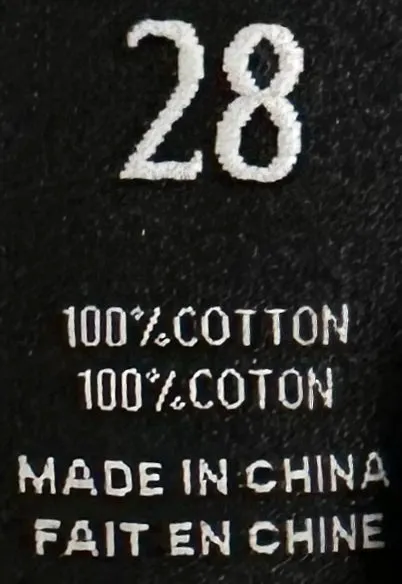 28
100%COTTON
100%COTON
MADE IN CHINA
FAIT EN CHINE